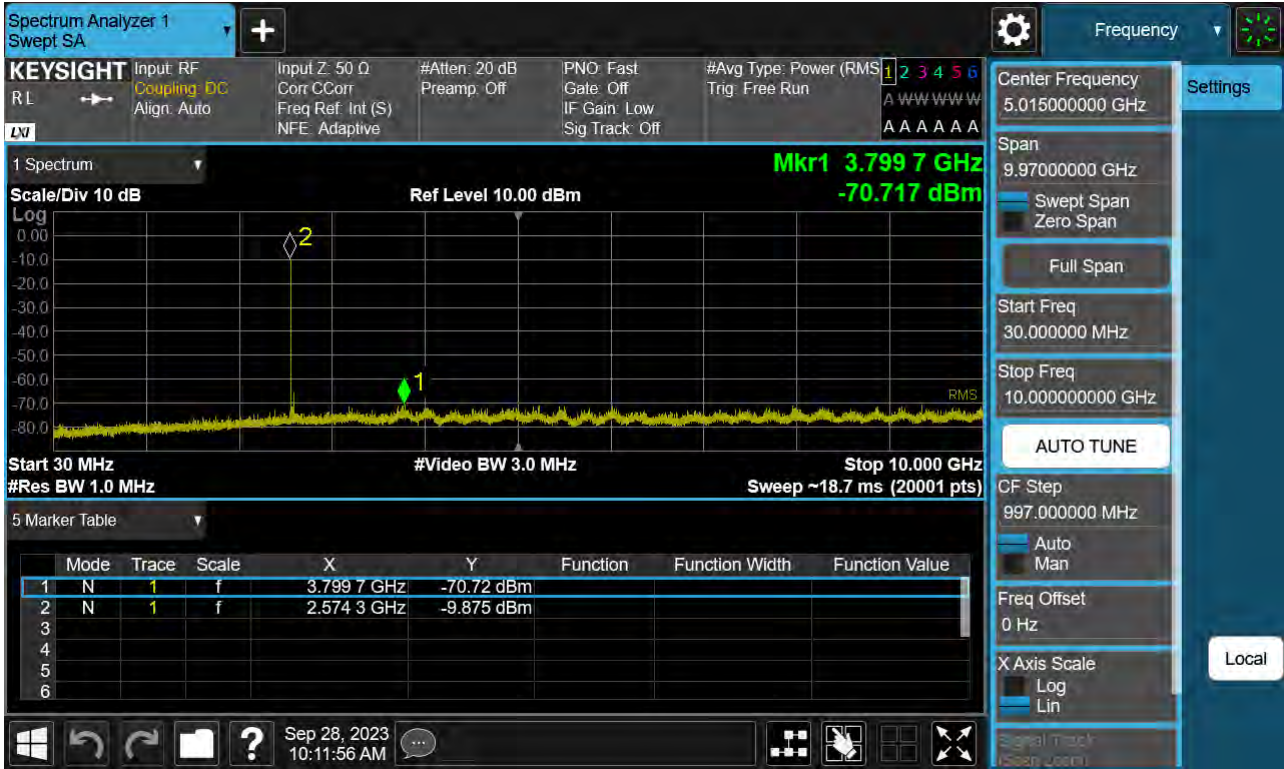 Spectrum Analyzer 1
Swept SA
+
Frequency
KEYSIGHT
RL
LXI
Input: RF
Coupling: DC
Align: Auto
Input Z: 50 Ω
Corr CCorr
Freq Ref: Int (S)
NFE: Adaptive
#Atten: 20 dB
Preamp: Off
PNO: Fast
Gate: Off
IF Gain: Low
Sig Track: Off
#Avg Type: Power (RMS
Trig: Free Run
1 2 3 4 5 6
A W W W W W
A A A A A A
1 Spectrum
Scale/Div 10 dB
Ref Level 10.00 dBm
Mkr1 3.799 7 GHz
-70.717 dBm
Log
0.00
-10.0
-20.0
-30.0
-40.0
-50.0
-60.0
-70.0
-80.0
2
1
RMS
Start 30 MHz
#Video BW 3.0 MHz
Stop 10.000 GHz
#Res BW 1.0 MHz
Sweep ~18.7 ms (20001 pts)
5 Marker Table
Mode Trace Scale X Y Function Function Width Function Value
1 N 1 f 3.799 7 GHz -70.72 dBm
2 N 1 f 2.574 3 GHz -9.875 dBm
3
4
5
6
Sep 28, 2023
10:11:56 AM
Center Frequency
5.015000000 GHz
Settings
Span
9.97000000 GHz
Swept Span
Zero Span
Full Span
Start Freq
30.000000 MHz
Stop Freq
10.000000000 GHz
AUTO TUNE
CF Step
997.000000 MHz
Auto
Man
Freq Offset
0 Hz
X Axis Scale
Log
Lin
Local
Signal Track
(Span Zoom)